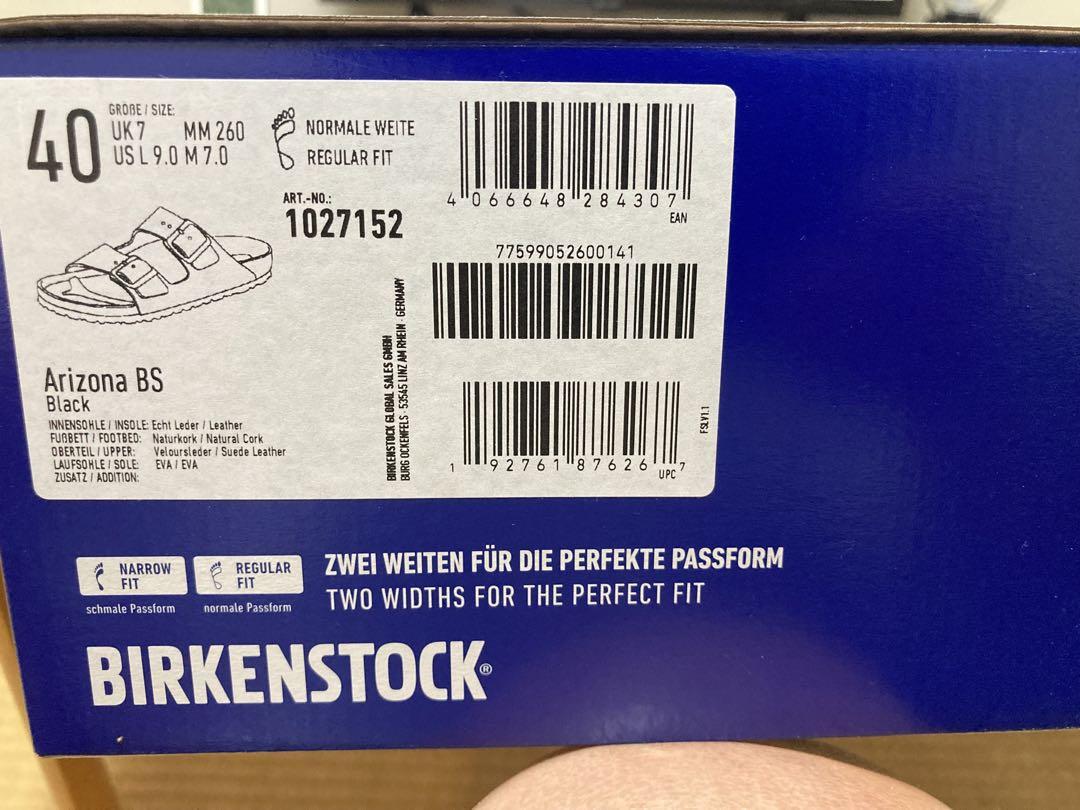 40
GRÖßE / SIZE:
UK 7 MM 260
US L 9.0 M 7.0
NORMALE WEITE
REGULAR FIT
ART.-NO.:
1027152
4 066648 284307
EAN
77599052600141
Arizona BS
Black
INNENSOHLE / INSOLE: Echt Leder / Leather
FUßBETT / FOOTBED: Naturkork / Natural Cork
OBERTEIL / UPPER: Veloursleder / Suede Leather
LAUFSOHLE / SOLE: EVA / EVA
ZUSATZ / ADDITION:
BIRKENSTOCK GLOBAL SALES GMBH
BURG OCKENFELS · 53545 LINZ AM RHEIN · GERMANY
1 92761 87626 7
UPC
FSLV1.1
NARROW FIT
schmale Passform
REGULAR FIT
normale Passform
ZWEI WEITEN FÜR DIE PERFEKTE PASSFORM
TWO WIDTHS FOR THE PERFECT FIT
BIRKENSTOCK®